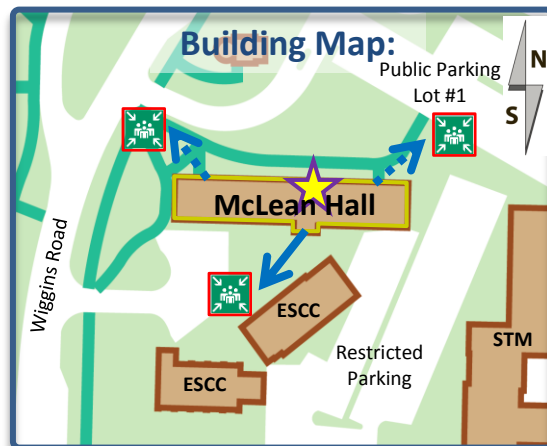 Building Map:
N
S
Public Parking
Lot #1
McLean Hall
Wiggins Road
ESCC
ESCC
Restricted
Parking
STM